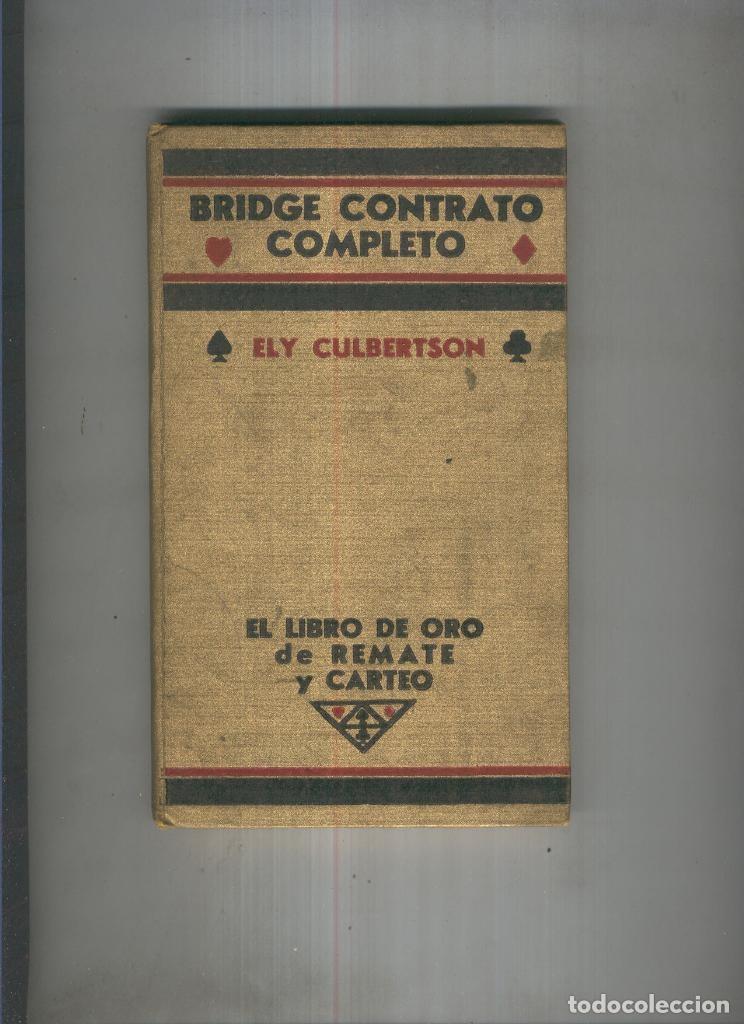 BRIDGE CONTRATO
COMPLETO
ELY CULBERTSON
EL LIBRO DE ORO
de REMATE
y CARTEO
todocoleccion